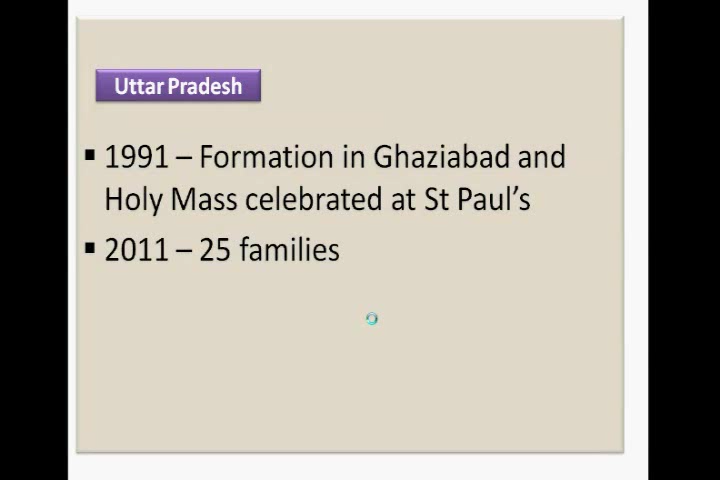 Uttar Pradesh
▪ 1991 – Formation in Ghaziabad and
Holy Mass celebrated at St Paul’s
▪ 2011 – 25 families